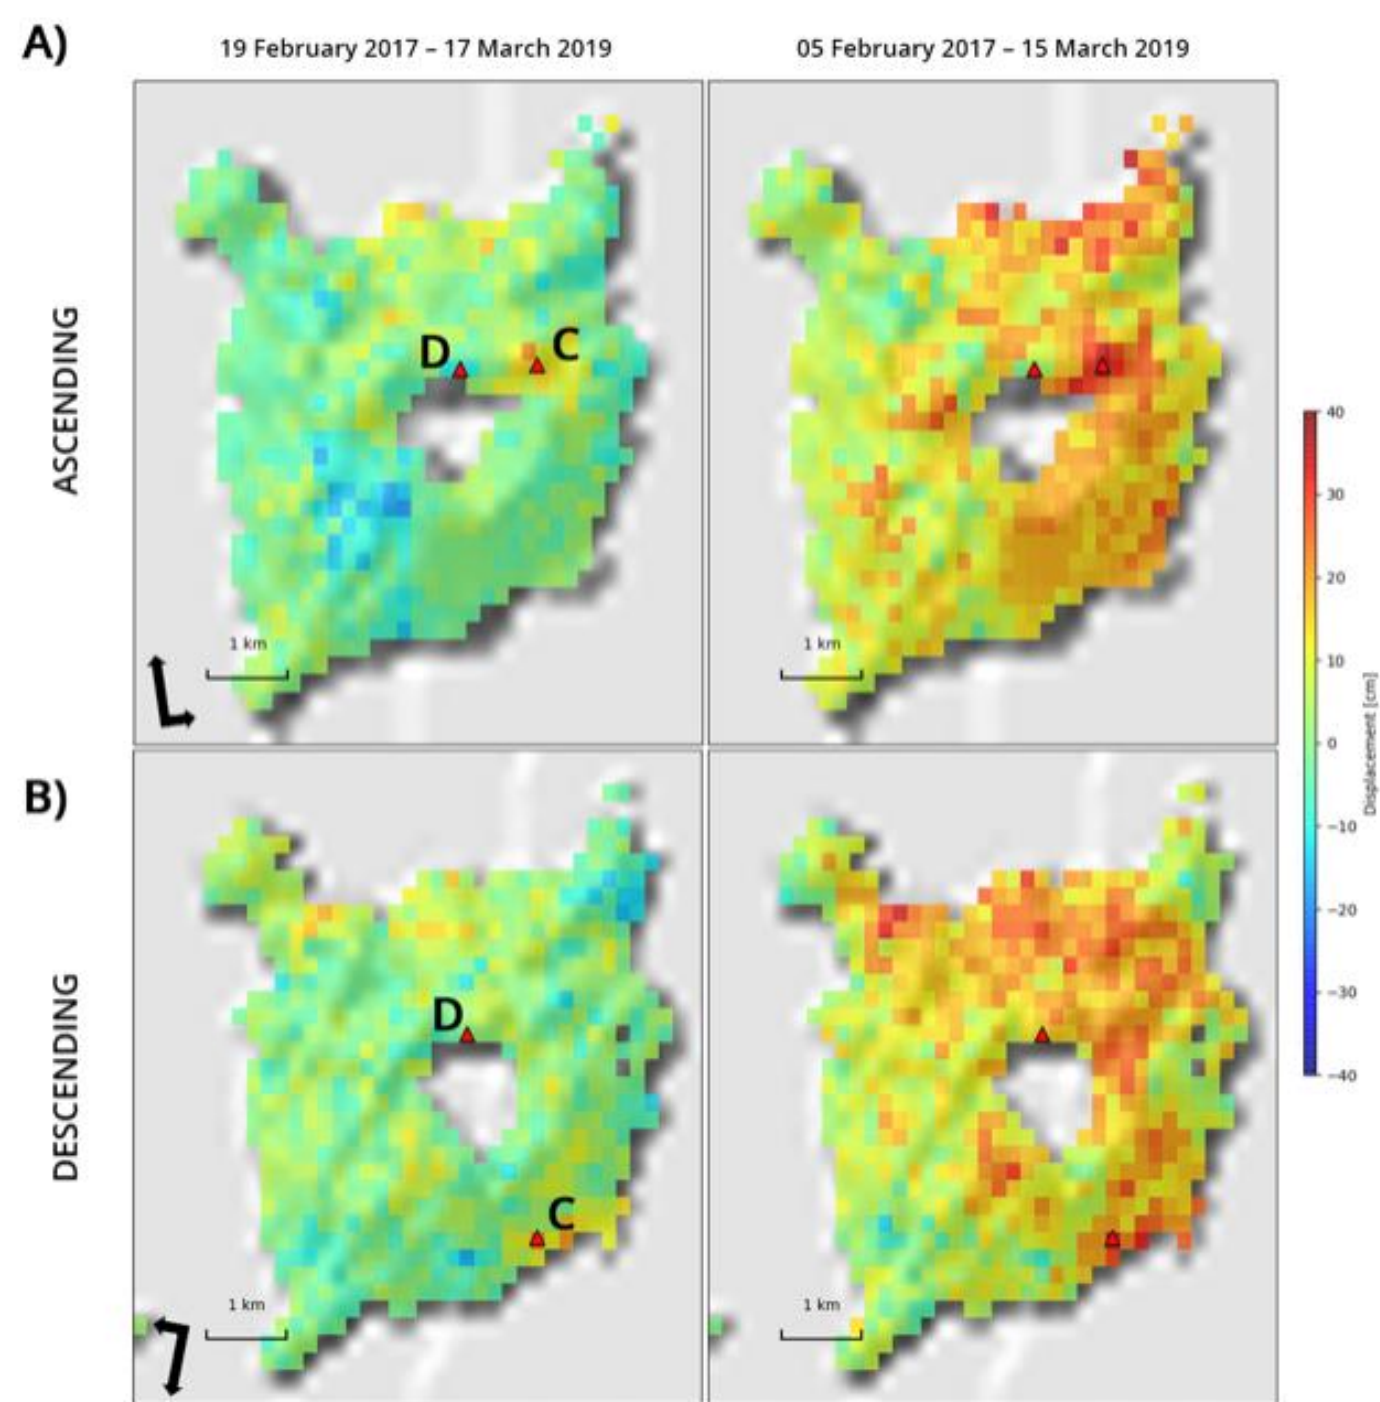 A)
19 February 2017 – 17 March 2019
05 February 2017 – 15 March 2019
ASCENDING
D
C
1 km
1 km
40
30
20
10
0
−10
−20
−30
−40
Displacement [cm]
B)
DESCENDING
D
C
1 km
1 km